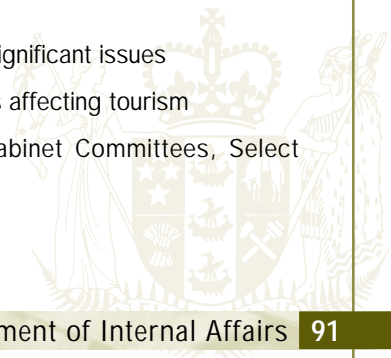 ignificant issues
s affecting tourism
abinet Committees, Select
ment of Internal Affairs 91